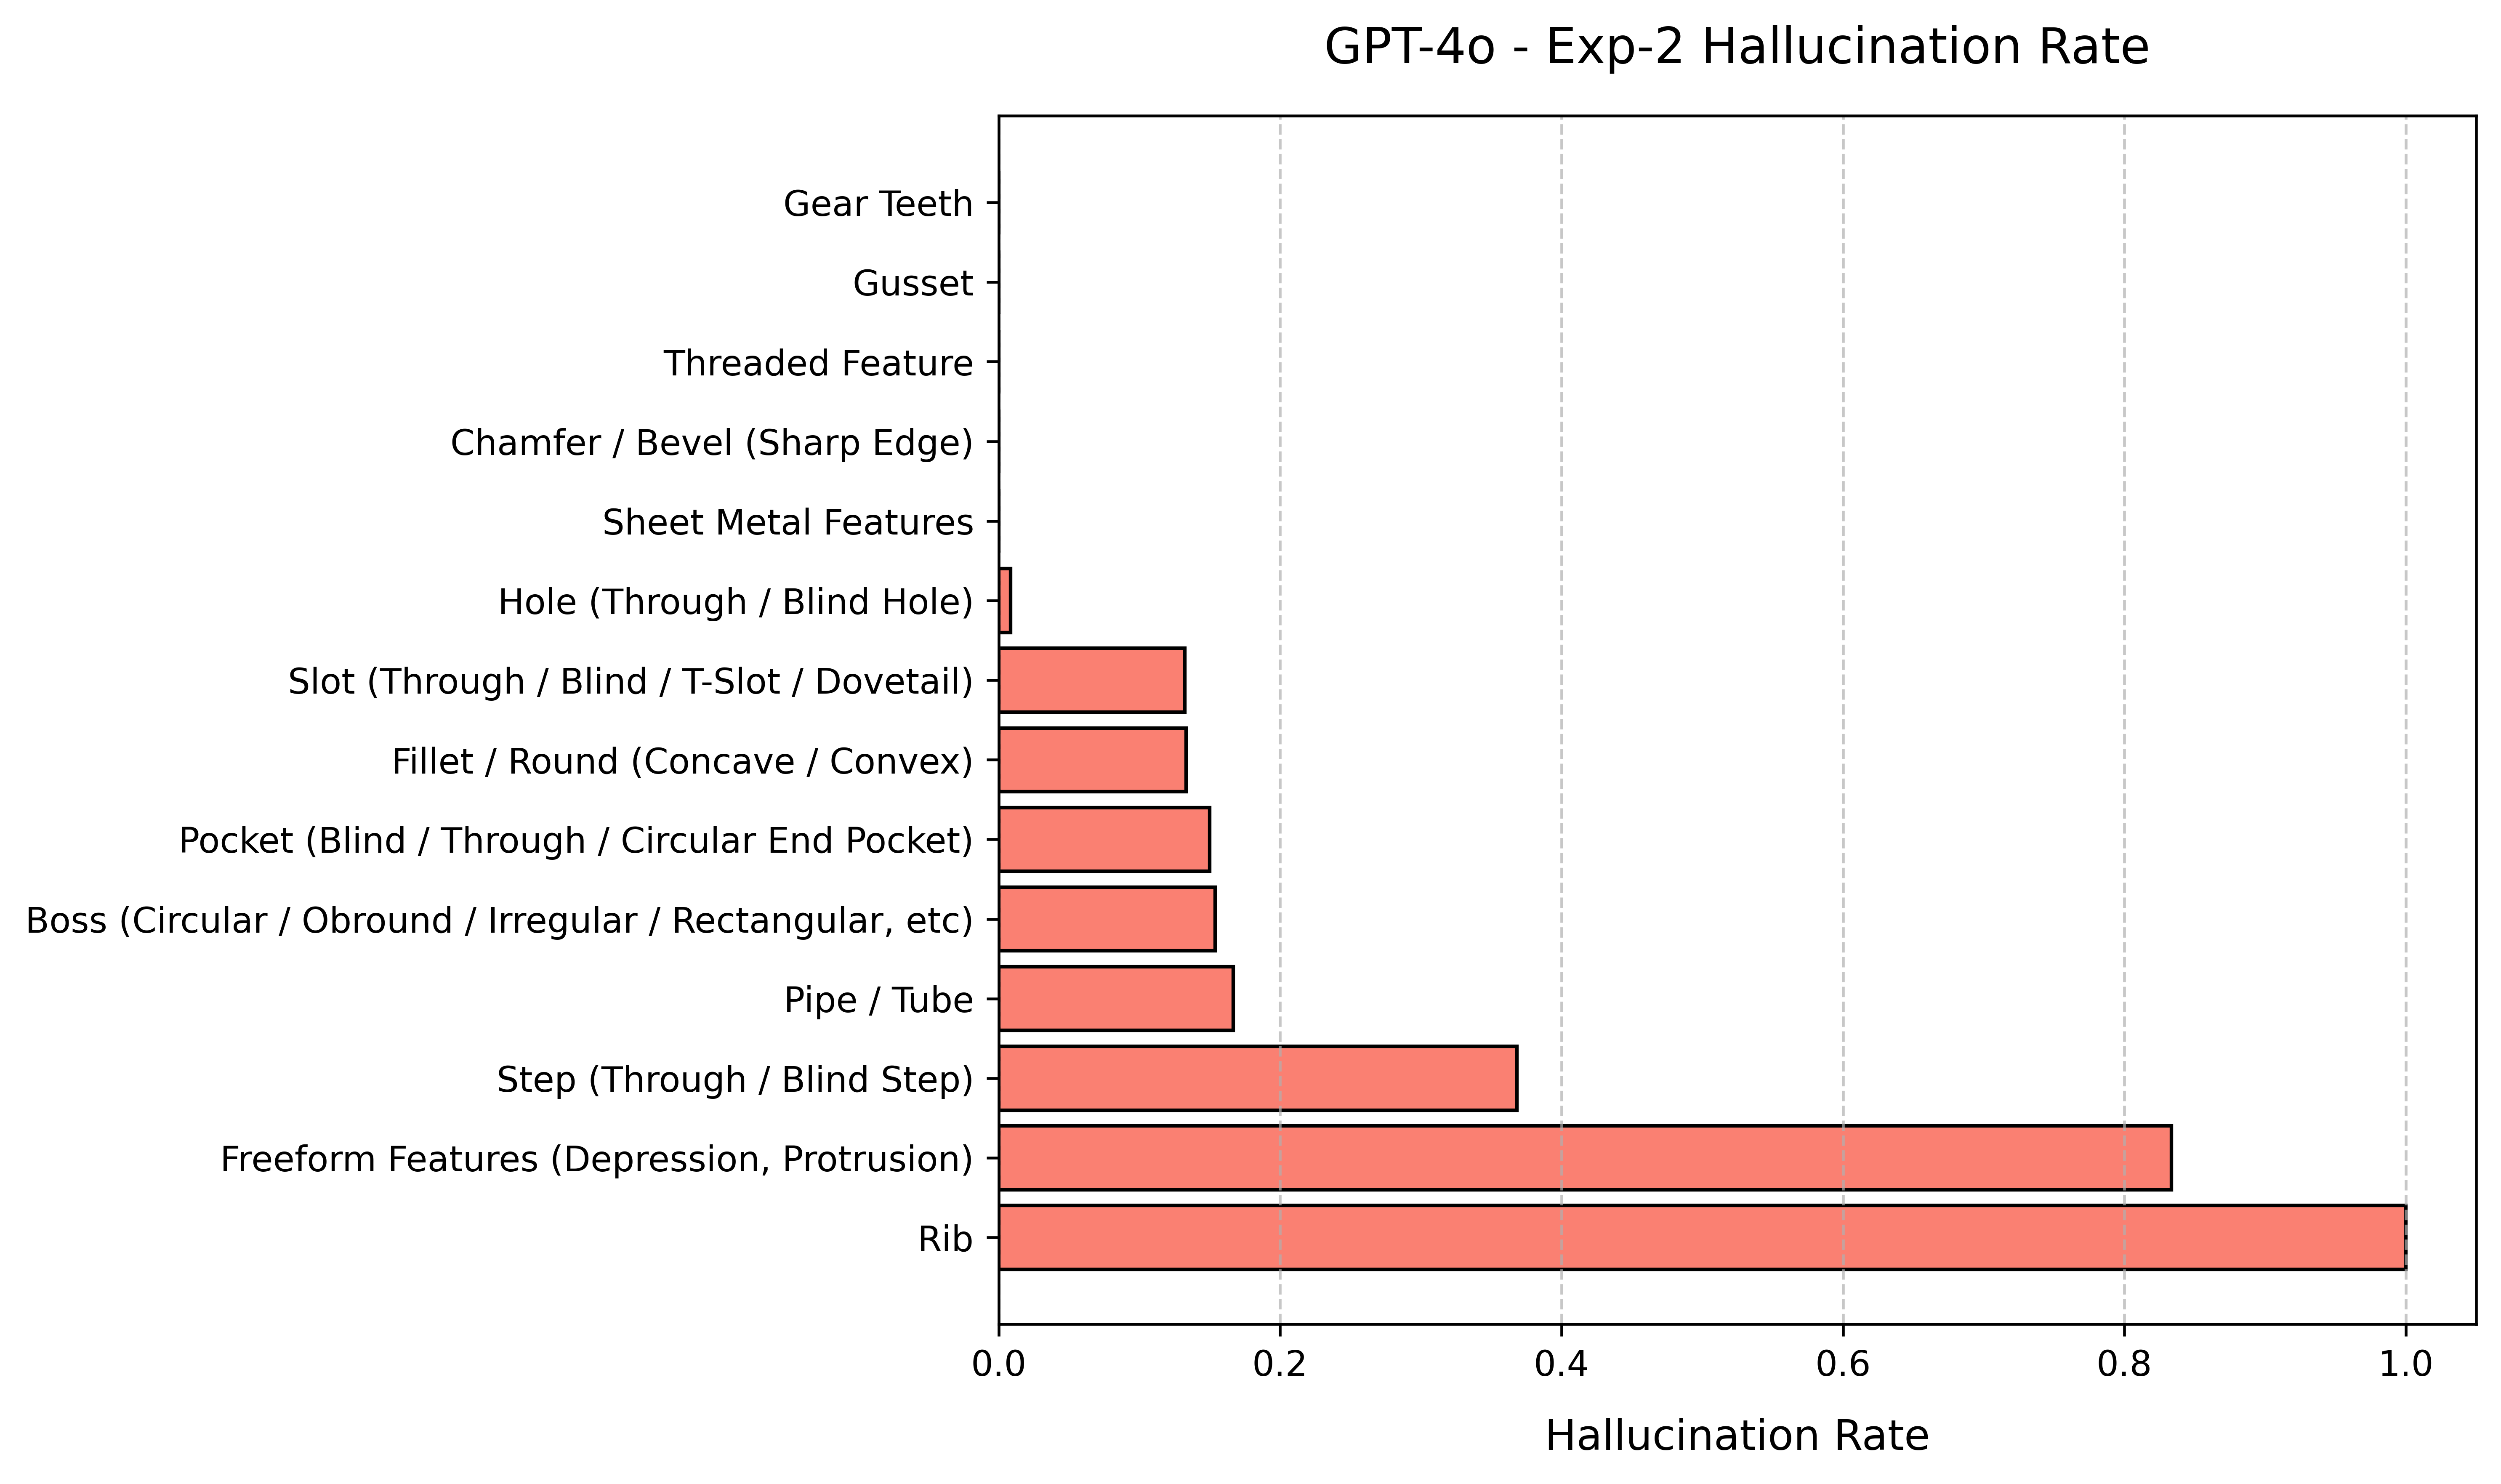 GPT-4o - Exp-2 Hallucination Rate
Gear Teeth
Gusset
Threaded Feature
Chamfer / Bevel (Sharp Edge)
Sheet Metal Features
Hole (Through / Blind Hole)
Slot (Through / Blind / T-Slot / Dovetail)
Fillet / Round (Concave / Convex)
Pocket (Blind / Through / Circular End Pocket)
Boss (Circular / Obround / Irregular / Rectangular, etc)
Pipe / Tube
Step (Through / Blind Step)
Freeform Features (Depression, Protrusion)
Rib
0.0 0.2 0.4 0.6 0.8 1.0
Hallucination Rate